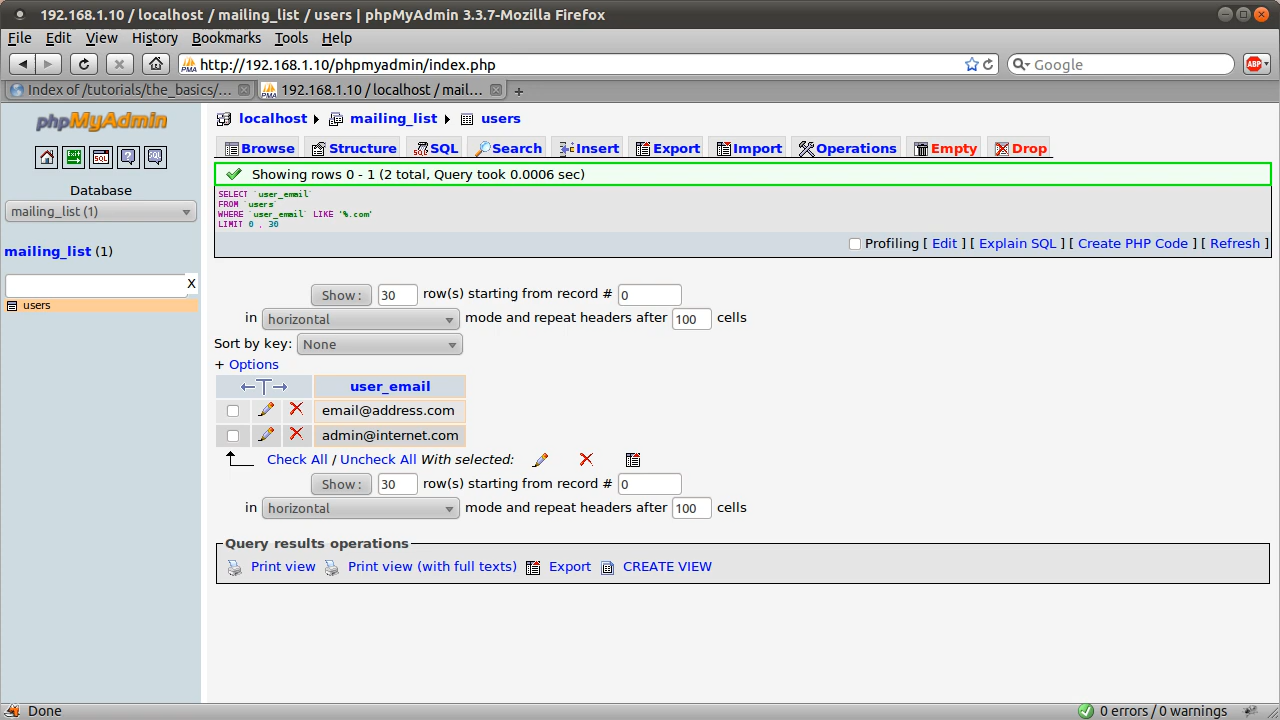 192.168.1.10 / localhost / mailing_list / users | phpMyAdmin 3.3.7-Mozilla Firefox
File Edit View History Bookmarks Tools Help
PMA http://192.168.1.10/phpmyadmin/index.php Google ABP
Index of /tutorials/the_basics/... PMA 192.168.1.10 / localhost / mail... +
phpMyAdmin
SQL
Database
mailing_list (1)
mailing_list (1)
X
users
localhost mailing_list users
Browse Structure SQL Search Insert Export Import Operations Empty Drop
Showing rows 0 - 1 (2 total, Query took 0.0006 sec)
SELECT `user_email`
FROM `users`
WHERE `user_email` LIKE '%.com'
LIMIT 0 , 30
Profiling [ Edit ] [ Explain SQL ] [ Create PHP Code ] [ Refresh ]
Show : 30 row(s) starting from record # 0
in horizontal mode and repeat headers after 100 cells
Sort by key: None
+ Options
←T→ user_email
email@address.com
admin@internet.com
Check All / Uncheck All With selected:
Show : 30 row(s) starting from record # 0
in horizontal mode and repeat headers after 100 cells
Query results operations
Print view Print view (with full texts) Export CREATE VIEW
Done 0 errors / 0 warnings